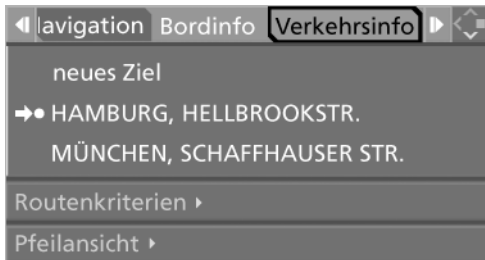 lavigation Bordinfo Verkehrsinfo
neues Ziel
HAMBURG, HELLBROOKSTR.
MÜNCHEN, SCHAFFHAUSER STR.
Routenkriterien
Pfeilansicht